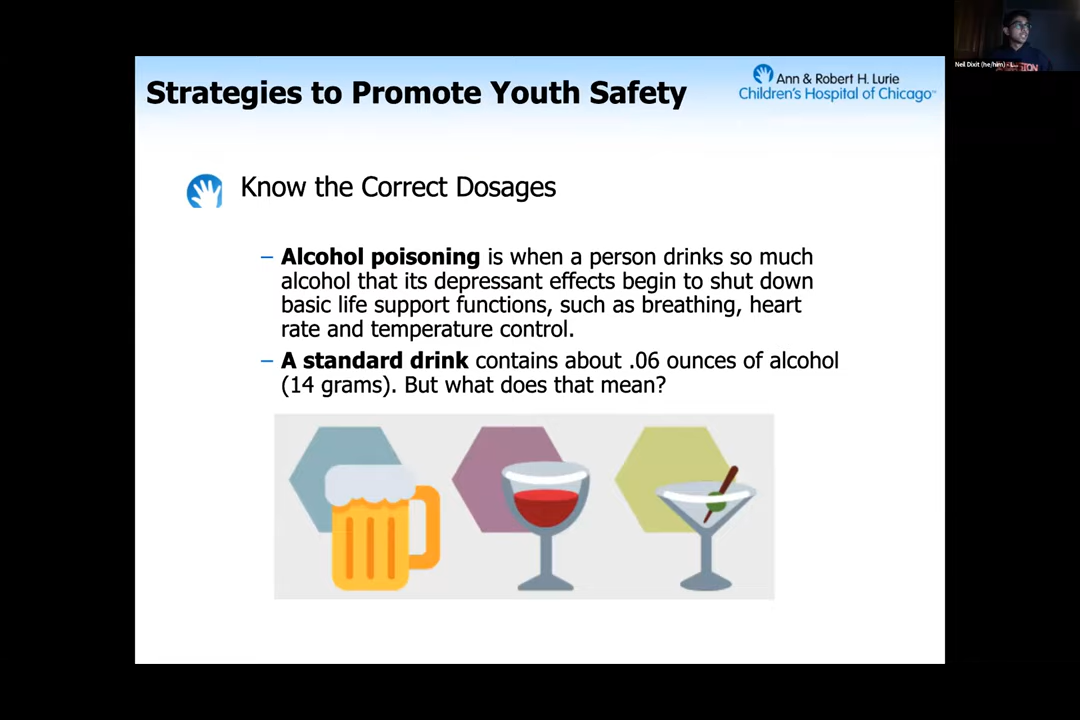 Strategies to Promote Youth Safety
Ann & Robert H. Lurie
Children's Hospital of Chicago
Neil Dixit (he/him) -
Know the Correct Dosages
– Alcohol poisoning is when a person drinks so much
alcohol that its depressant effects begin to shut down
basic life support functions, such as breathing, heart
rate and temperature control.
– A standard drink contains about .06 ounces of alcohol
(14 grams). But what does that mean?